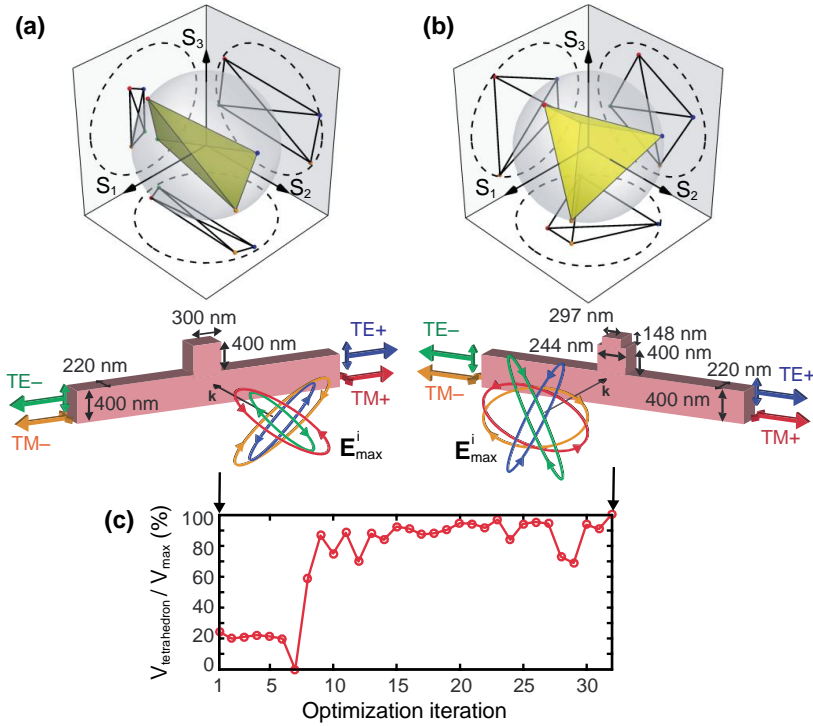 (a)
S3
S1
S2
(b)
S3
S1
S2
300 nm
400 nm
220 nm
400 nm
TE–
TM–
TE+
TM+
k
E^i_max
297 nm
148 nm
244 nm
400 nm
220 nm
400 nm
TE–
TM–
TE+
TM+
k
E^i_max
(c)
V_tetrahedron / V_max (%)
100
80
60
40
20
0
1 5 10 15 20 25 30
Optimization iteration